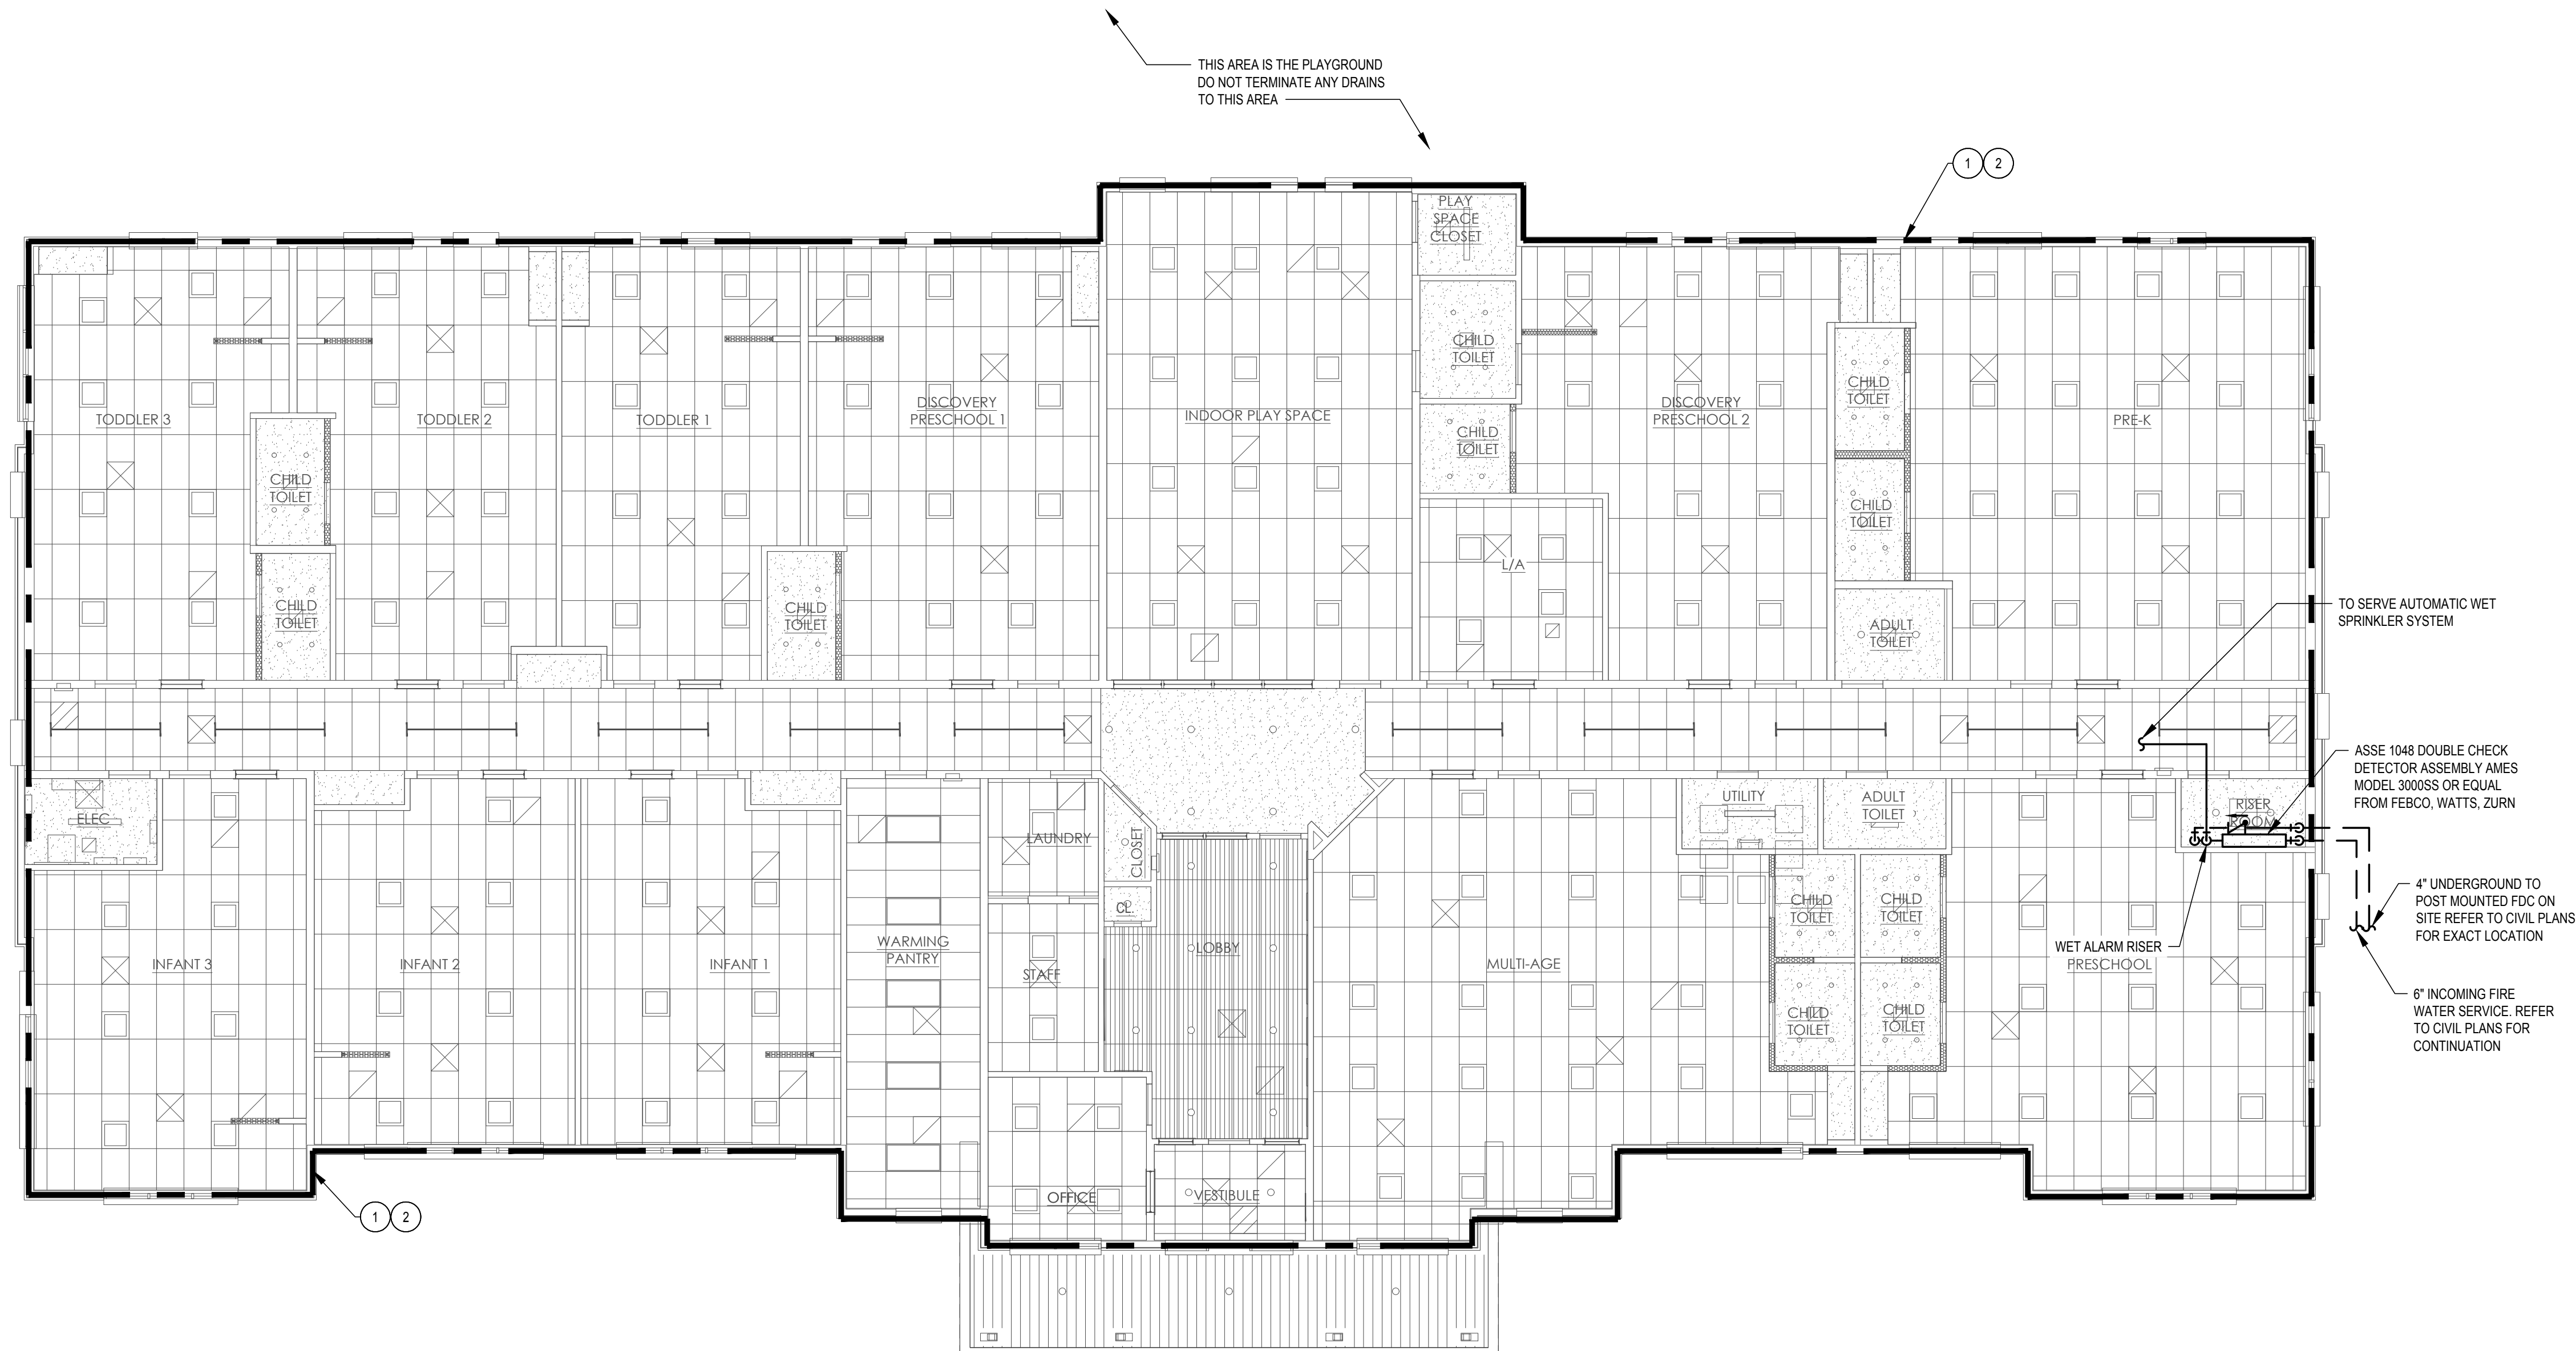 THIS AREA IS THE PLAYGROUND
DO NOT TERMINATE ANY DRAINS
TO THIS AREA
1 2
PLAY
SPACE
CLOSET
CHILD
TOILET
CHILD
TOILET
TODDLER 3
TODDLER 2
TODDLER 1
DISCOVERY
PRESCHOOL 1
INDOOR PLAY SPACE
DISCOVERY
PRESCHOOL 2
CHILD
TOILET
PRE-K
CHILD
TOILET
CHILD
TOILET
CHILD
TOILET
CHILD
TOILET
L/A
ADULT
TOILET
TO SERVE AUTOMATIC WET
SPRINKLER SYSTEM
ASSE 1048 DOUBLE CHECK
DETECTOR ASSEMBLY AMES
MODEL 3000SS OR EQUAL
FROM FEBCO, WATTS, ZURN
ELEC
LAUNDRY
CLOSET
UTILITY
ADULT
TOILET
RISER
ROOM
CL.
CHILD
TOILET
CHILD
TOILET
4" UNDERGROUND TO
POST MOUNTED FDC ON
SITE REFER TO CIVIL PLANS
FOR EXACT LOCATION
INFANT 3
INFANT 2
INFANT 1
WARMING
PANTRY
STAFF
LOBBY
MULTI-AGE
WET ALARM RISER
PRESCHOOL
CHILD
TOILET
CHILD
TOILET
6" INCOMING FIRE
WATER SERVICE. REFER
TO CIVIL PLANS FOR
CONTINUATION
1 2
OFFICE
VESTIBULE